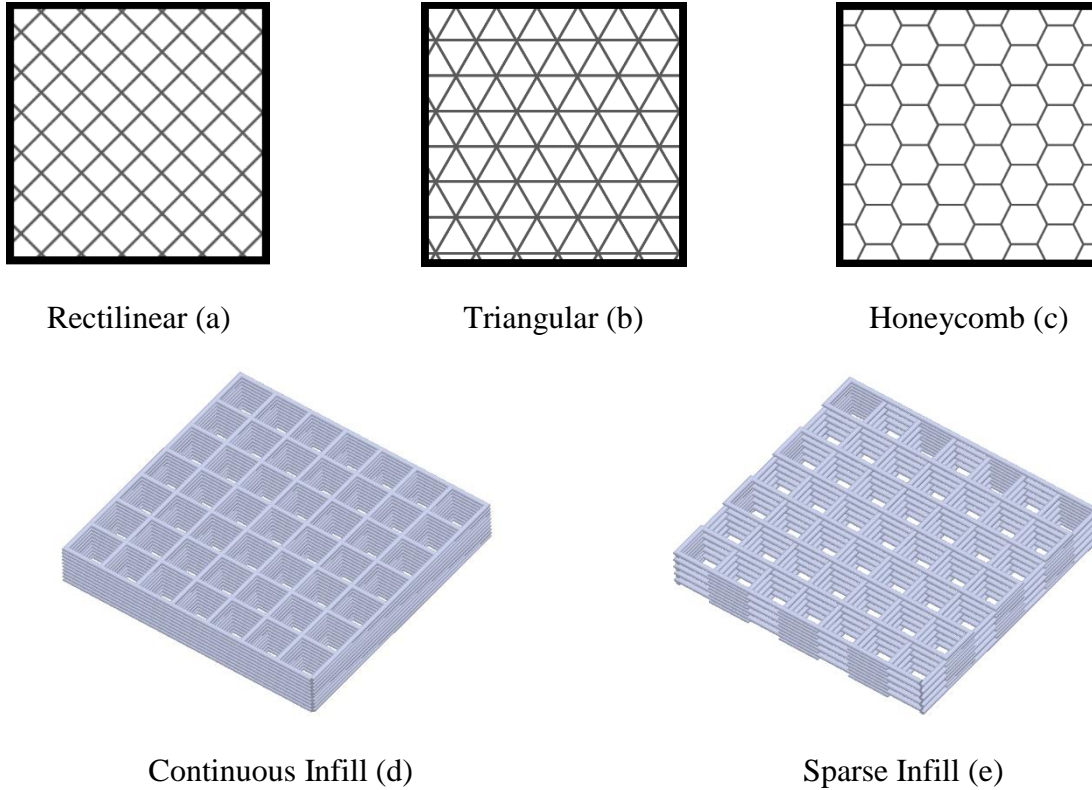 Rectilinear (a)
Triangular (b)
Honeycomb (c)
Continuous Infill (d)
Sparse Infill (e)